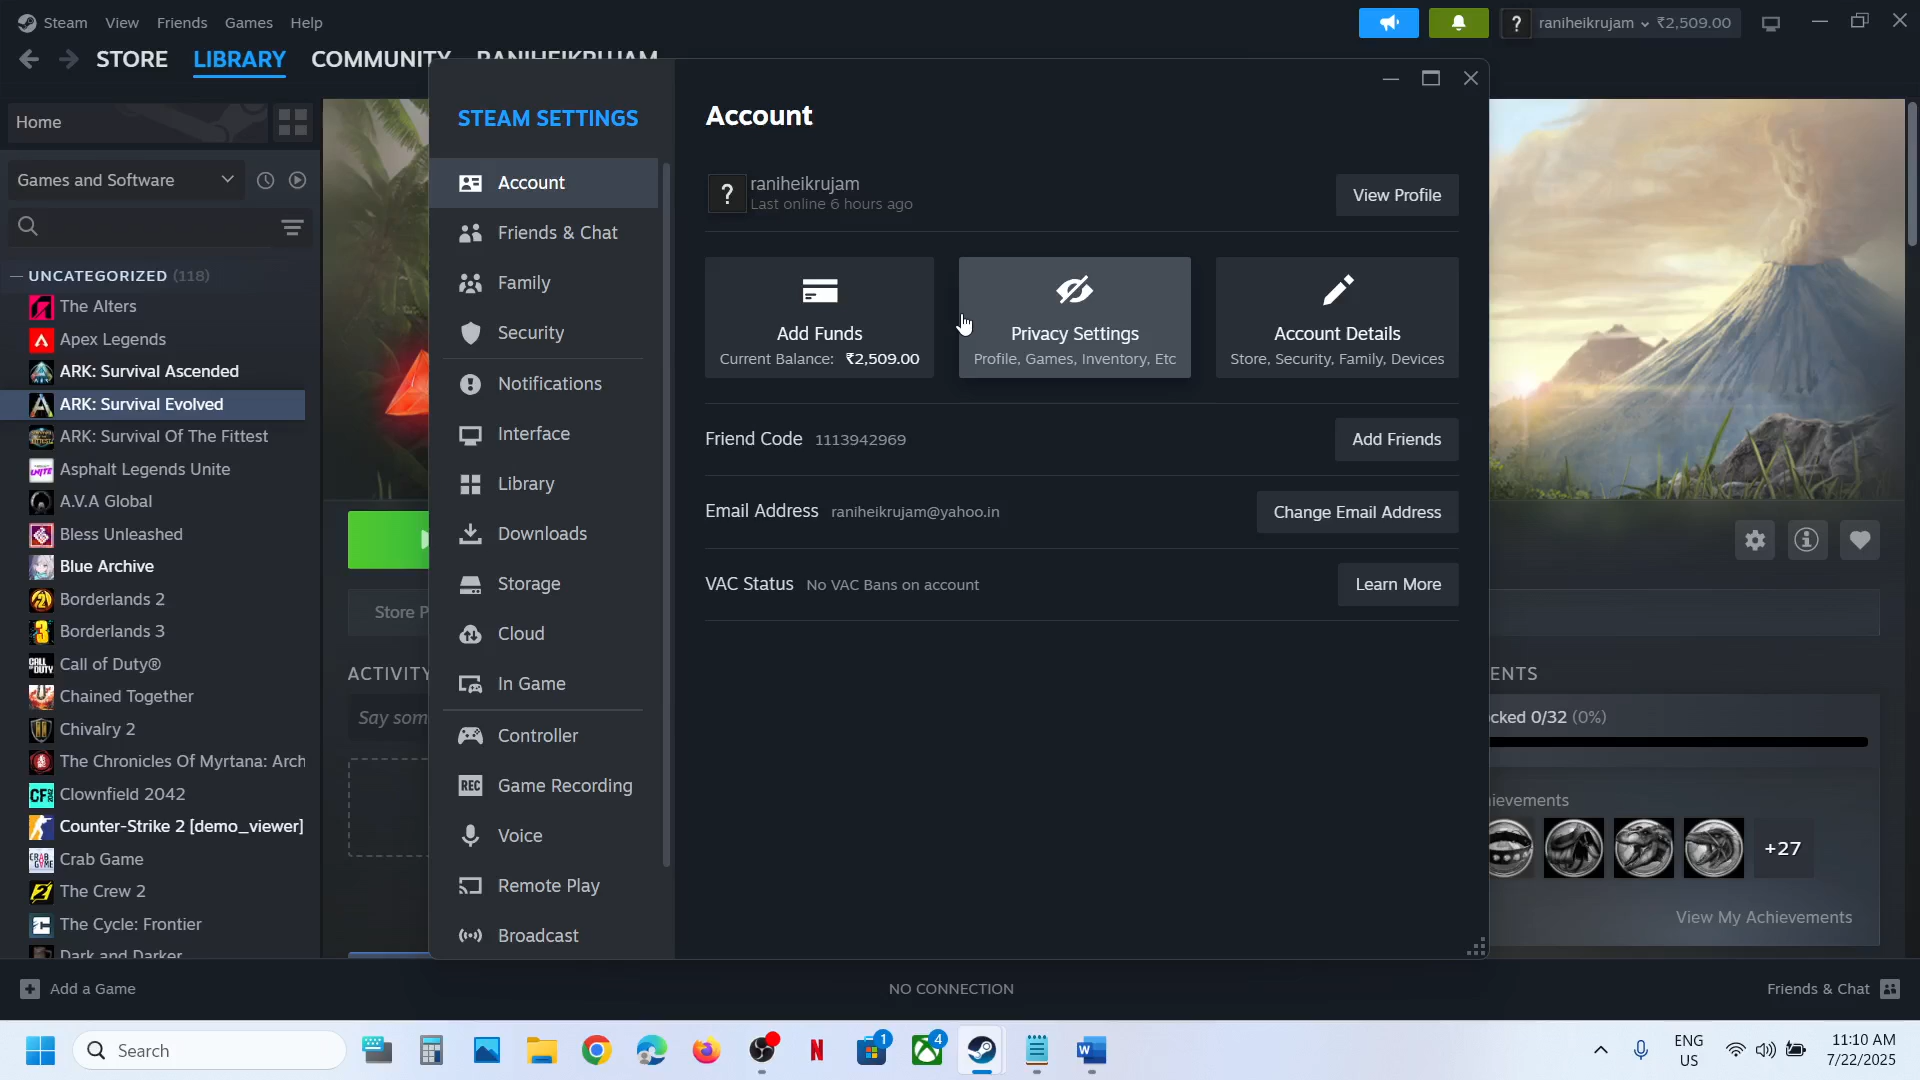 Steam View Friends Games Help
raniheikrujam ₹2,509.00
STORE LIBRARY COMMUNITY RANIHEIKRUJAM
Home
Games and Software
UNCATEGORIZED (118)
The Alters
Apex Legends
ARK: Survival Ascended
ARK: Survival Evolved
ARK: Survival Of The Fittest
Asphalt Legends Unite
A.V.A Global
Bless Unleashed
Blue Archive
Borderlands 2
Borderlands 3
Call of Duty®
Chained Together
Chivalry 2
The Chronicles Of Myrtana: Arch
Clownfield 2042
Counter-Strike 2 [demo_viewer]
Crab Game
The Crew 2
The Cycle: Frontier
Dark and Darker
Store P
ACTIVITY
Say som
STEAM SETTINGS
Account
Friends & Chat
Family
Security
Notifications
Interface
Library
Downloads
Storage
Cloud
In Game
Controller
REC Game Recording
Voice
Remote Play
Broadcast
Account
? raniheikrujam
Last online 6 hours ago
View Profile
Add Funds
Current Balance: ₹2,509.00
Privacy Settings
Profile, Games, Inventory, Etc
Account Details
Store, Security, Family, Devices
Friend Code 1113942969
Add Friends
Email Address raniheikrujam@yahoo.in
Change Email Address
VAC Status No VAC Bans on account
Learn More
ENTS
cked 0/32 (0%)
ievements
+27
View My Achievements
Add a Game
NO CONNECTION
Friends & Chat
Search
1
4
ENG
US
11:10 AM
7/22/2025